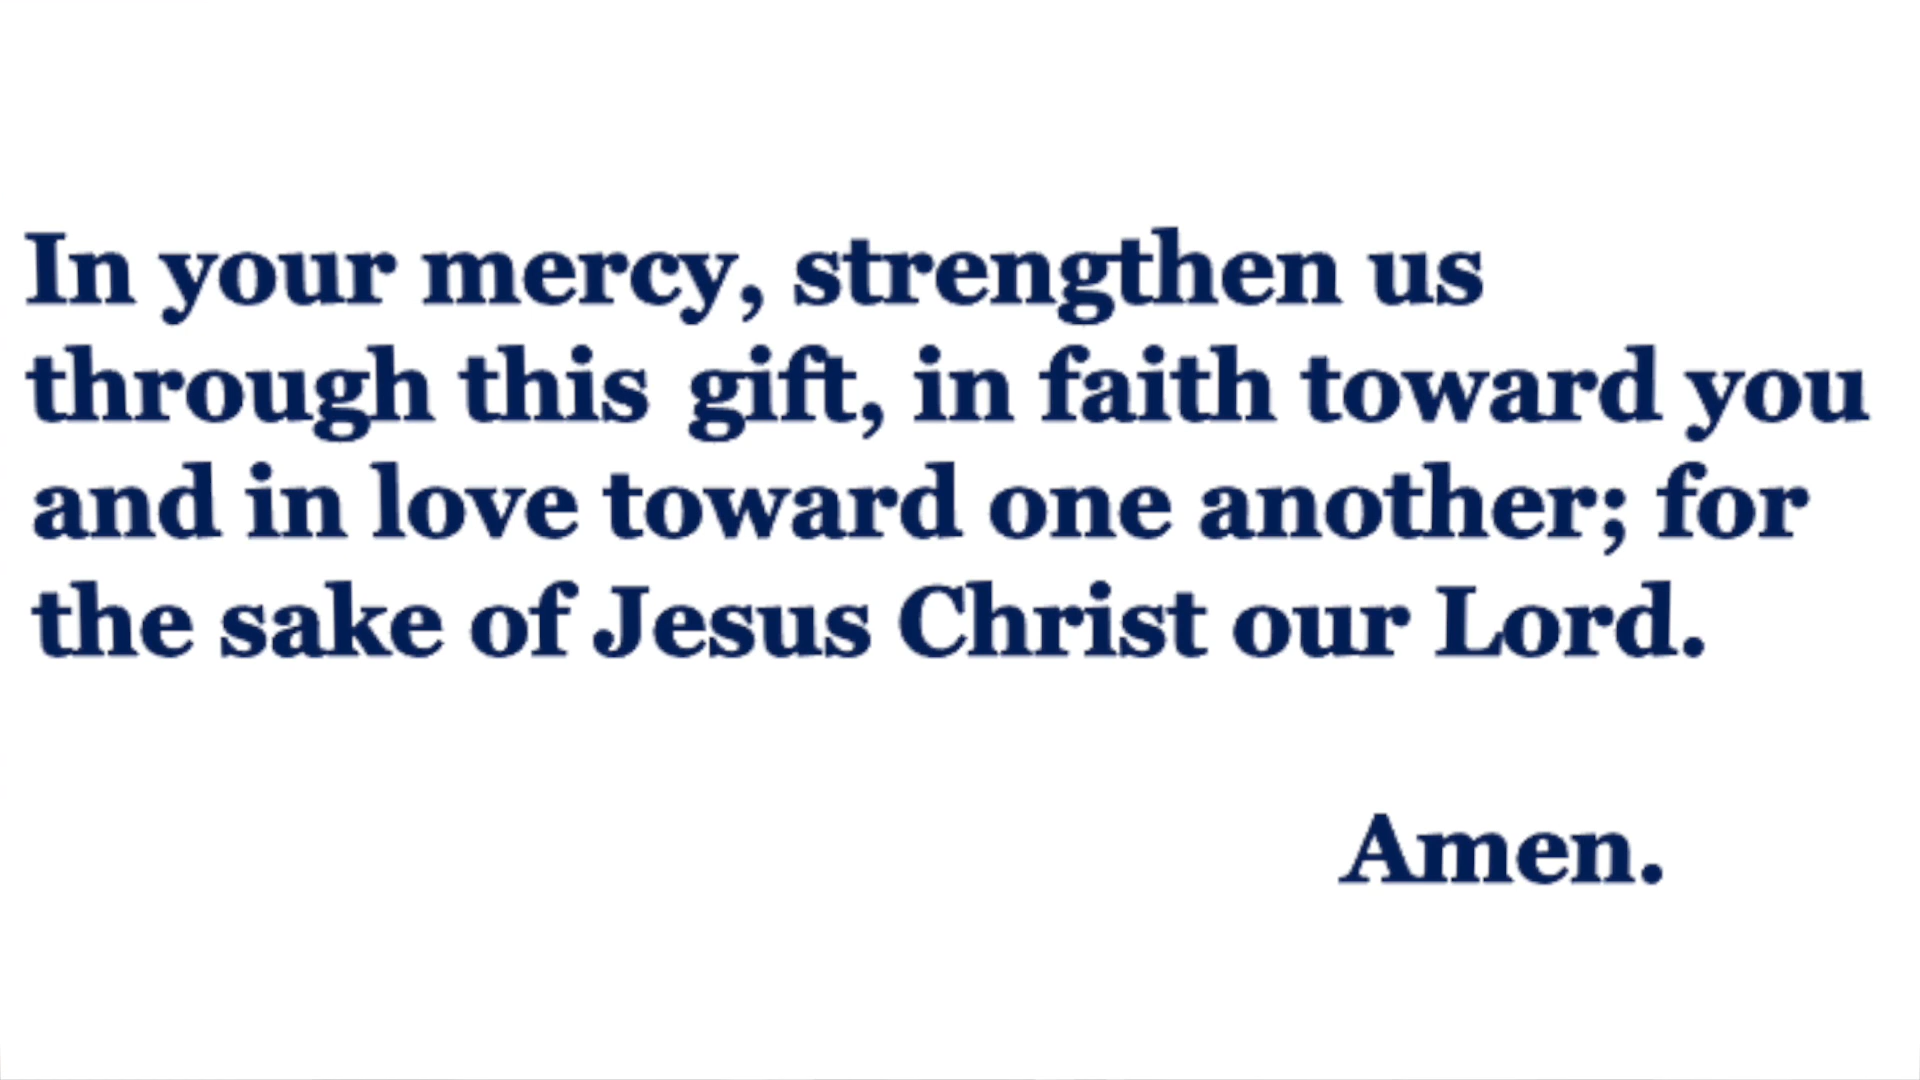 In your mercy, strengthen us
through this gift, in faith toward you
and in love toward one another; for
the sake of Jesus Christ our Lord.
Amen.